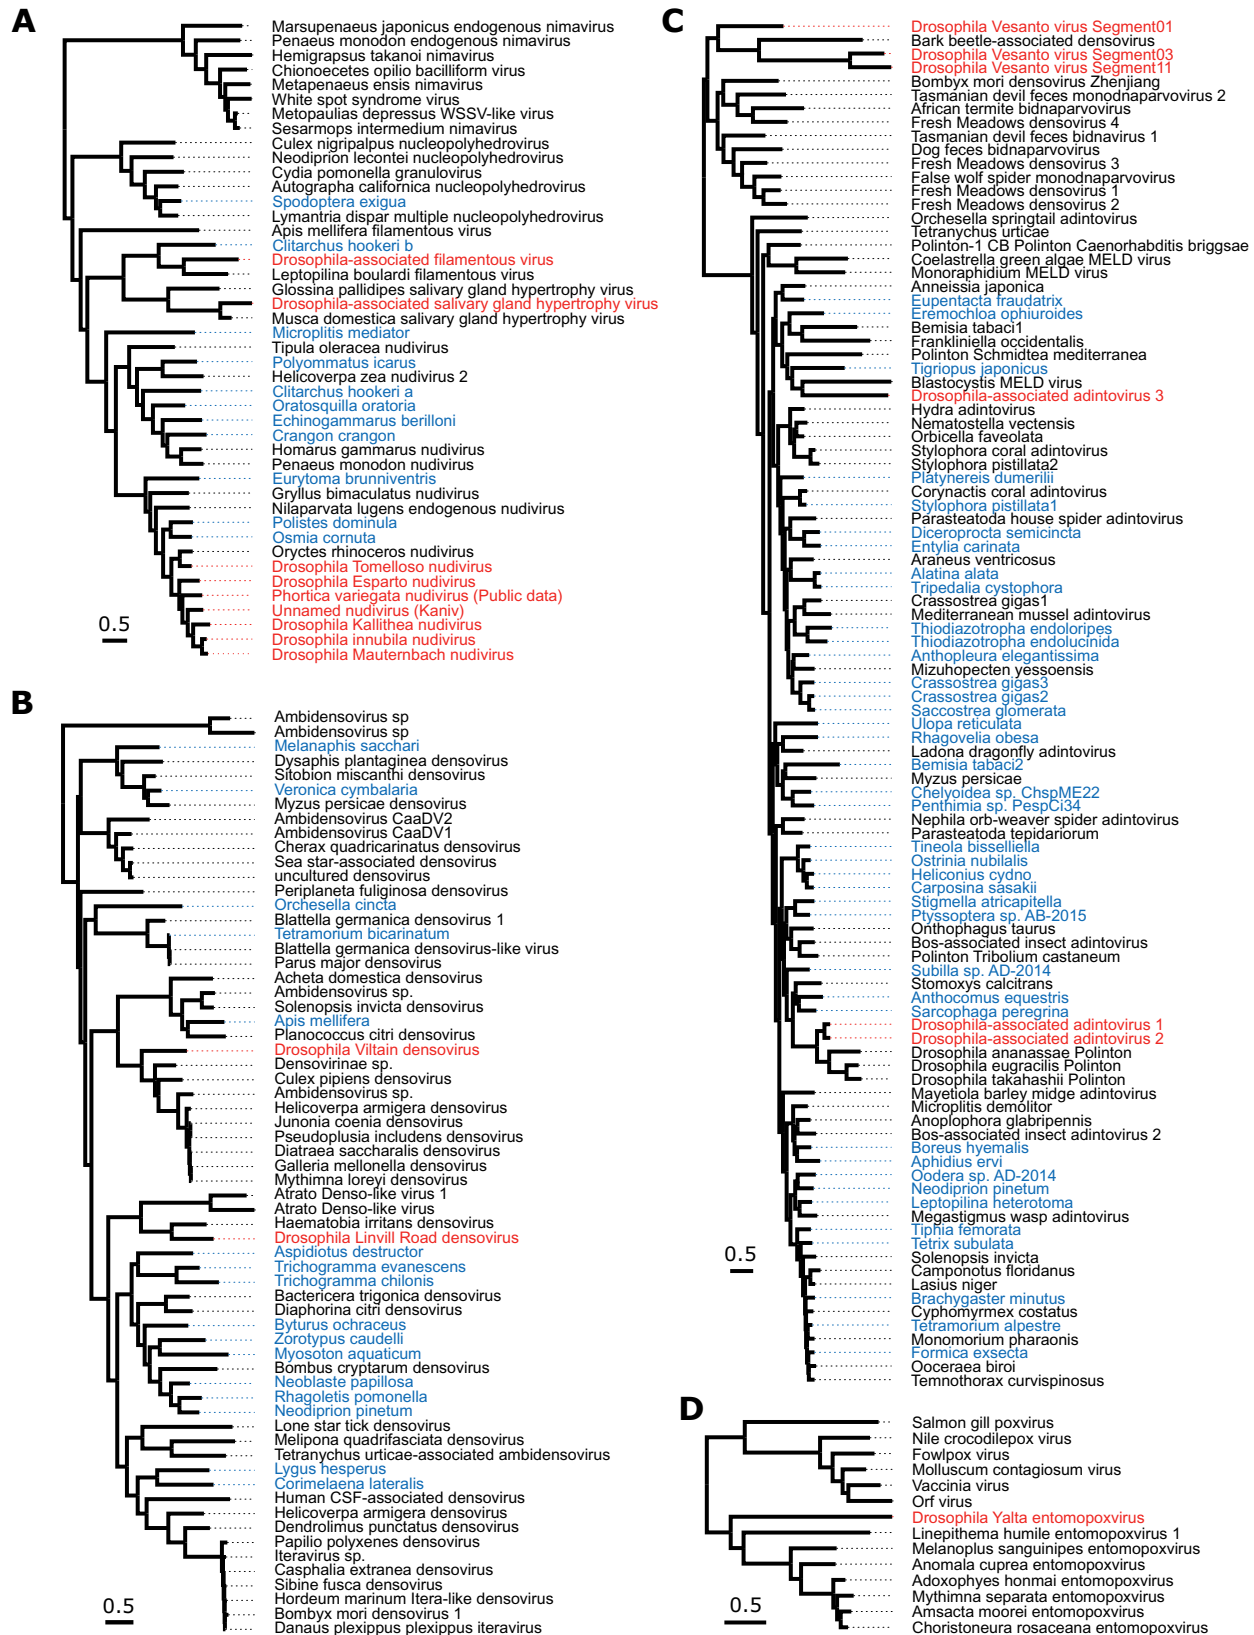 A
Marsupenaeus japonicus endogenous nimavirus
Penaeus monodon endogenous nimavirus
Hemigrapsus takanoi nimavirus
Chionoecetes opilio bacilliform virus
Metapenaeus ensis nimavirus
White spot syndrome virus
Metopaulias depressus WSSV-like virus
Sesarmops intermedium nimavirus
Culex nigripalpus nucleopolyhedrovirus
Neodiprion lecontei nucleopolyhedrovirus
Cydia pomonella granulovirus
Autographa californica nucleopolyhedrovirus
Spodoptera exigua
Lymantria dispar multiple nucleopolyhedrovirus
Apis mellifera filamentous virus
Clitarchus hookeri b
Drosophila-associated filamentous virus
Leptopilina boulardi filamentous virus
Glossina pallidipes salivary gland hypertrophy virus
Drosophila-associated salivary gland hypertrophy virus
Musca domestica salivary gland hypertrophy virus
Microplitis mediator
Tipula oleracea nudivirus
Polyommatus icarus
Helicoverpa zea nudivirus 2
Clitarchus hookeri a
Oratosquilla oratoria
Echinogammarus berilloni
Crangon crangon
Homarus gammarus nudivirus
Penaeus monodon nudivirus
Eurytoma brunniventris
Gryllus bimaculatus nudivirus
Nilaparvata lugens endogenous nudivirus
Polistes dominula
Osmia cornuta
Oryctes rhinoceros nudivirus
Drosophila Tomelloso nudivirus
Drosophila Esparto nudivirus
Phortica variegata nudivirus (Public data)
Unnamed nudivirus (Kaniv)
Drosophila Kallithea nudivirus
Drosophila innubila nudivirus
Drosophila Mauternbach nudivirus
0.5
B
Ambidensovirus sp
Ambidensovirus sp
Melanaphis sacchari
Dysaphis plantaginea densovirus
Sitobion miscanthi densovirus
Veronica cymbalaria
Myzus persicae densovirus
Ambidensovirus CaaDV2
Ambidensovirus CaaDV1
Cherax quadricarinatus densovirus
Sea star-associated densovirus
uncultured densovirus
Periplaneta fuliginosa densovirus
Orchesella cincta
Blattella germanica densovirus 1
Tetramorium bicarinatum
Blattella germanica densovirus-like virus
Parus major densovirus
Acheta domestica densovirus
Ambidensovirus sp.
Solenopsis invicta densovirus
Apis mellifera
Planococcus citri densovirus
Drosophila Viltain densovirus
Densovirinae sp.
Culex pipiens densovirus
Ambidensovirus sp.
Helicoverpa armigera densovirus
Junonia coenia densovirus
Pseudoplusia includens densovirus
Diatraea saccharalis densovirus
Galleria mellonella densovirus
Mythimna loreyi densovirus
Atrato Denso-like virus 1
Atrato Denso-like virus
Haematobia irritans densovirus
Drosophila Linvill Road densovirus
Aspidiotus destructor
Trichogramma evanescens
Trichogramma chilonis
Bactericera trigonica densovirus
Diaphorina citri densovirus
Byturus ochraceus
Zorotypus caudelli
Myosoton aquaticum
Bombus cryptarum densovirus
Neoblaste papillosa
Rhagoletis pomonella
Neodiprion pinetum
Lone star tick densovirus
Melipona quadrifasciata densovirus
Tetranychus urticae-associated ambidensovirus
Lygus hesperus
Corimelaena lateralis
Human CSF-associated densovirus
Helicoverpa armigera densovirus
Dendrolimus punctatus densovirus
Papilio polyxenes densovirus
Iteravirus sp.
Casphalia extranea densovirus
Sibine fusca densovirus
Hordeum marinum Itera-like densovirus
Bombyx mori densovirus 1
Danaus plexippus plexippus iteravirus
0.5
C
Drosophila Vesanto virus Segment01
Bark beetle-associated densovirus
Drosophila Vesanto virus Segment03
Drosophila Vesanto virus Segment11
Bombyx mori densovirus Zhenjiang
Tasmanian devil feces monodnaparvovirus 2
African termite bidnaparvovirus
Fresh Meadows densovirus 4
Tasmanian devil feces bidnavirus 1
Dog feces bidnaparvovirus
Fresh Meadows densovirus 3
False wolf spider monodnaparvovirus
Fresh Meadows densovirus 1
Fresh Meadows densovirus 2
Orchesella springtail adintovirus
Tetranychus urticae
Polinton-1 CB Polinton Caenorhabditis briggsae
Coelastrella green algae MELD virus
Monoraphidium MELD virus
Anneissia japonica
Eupentacta fraudatrix
Eremochloa ophiuroides
Bemisia tabaci1
Frankliniella occidentalis
Polinton Schmidtea mediterranea
Tigriopus japonicus
Blastocystis MELD virus
Drosophila-associated adintovirus 3
Hydra adintovirus
Nematostella vectensis
Orbicella faveolata
Stylophora coral adintovirus
Stylophora pistillata2
Platynereis dumerilii
Corynactis coral adintovirus
Stylophora pistillata1
Parasteatoda house spider adintovirus
Diceroprocta semicincta
Entylia carinata
Araneus ventricosus
Alatina alata
Tripedalia cystophora
Crassostrea gigas1
Mediterranean mussel adintovirus
Thiodiazotropha endoloripes
Thiodiazotropha endolucinida
Anthopleura elegantissima
Mizuhopecten yessoensis
Crassostrea gigas3
Crassostrea gigas2
Saccostrea glomerata
Ulopa reticulata
Rhagovelia obesa
Ladona dragonfly adintovirus
Bemisia tabaci2
Myzus persicae
Chelyoidea sp. ChspME22
Penthimia sp. PespCi34
Nephila orb-weaver spider adintovirus
Parasteatoda tepidariorum
Tineola bisselliella
Ostrinia nubilalis
Heliconius cydno
Carposina sasakii
Stigmella atricapitella
Ptyssoptera sp. AB-2015
Onthophagus taurus
Bos-associated insect adintovirus
Polinton Tribolium castaneum
Subilla sp. AD-2014
Stomoxys calcitrans
Anthocomus equestris
Sarcophaga peregrina
Drosophila-associated adintovirus 1
Drosophila-associated adintovirus 2
Drosophila ananassae Polinton
Drosophila eugracilis Polinton
Drosophila takahashii Polinton
Mayetiola barley midge adintovirus
Microplitis demolitor
Anoplophora glabripennis
Bos-associated insect adintovirus 2
Boreus hyemalis
Aphidius ervi
Oodera sp. AD-2014
Neodiprion pinetum
Leptopilina heterotoma
Megastigmus wasp adintovirus
Tiphia femorata
Tetrix subulata
Solenopsis invicta
Camponotus floridanus
Lasius niger
Brachygaster minutus
Cyphomyrmex costatus
Tetramorium alpestre
Monomorium pharaonis
Formica exsecta
Ooceraea biroi
Temnothorax curvispinosus
0.5
D
Salmon gill poxvirus
Nile crocodilepox virus
Fowlpox virus
Molluscum contagiosum virus
Vaccinia virus
Orf virus
Drosophila Yalta entomopoxvirus
Linepithema humile entomopoxvirus 1
Melanoplus sanguinipes entomopoxvirus
Anomala cuprea entomopoxvirus
Adoxophyes honmai entomopoxvirus
Mythimna separata entomopoxvirus
Amsacta moorei entomopoxvirus
Choristoneura rosaceana entomopoxvirus
0.5